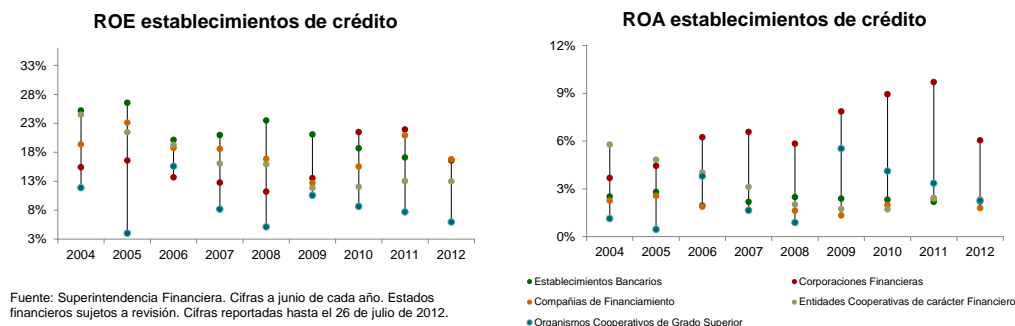 ROE establecimientos de crédito
33%
28%
23%
18%
13%
8%
3%
2004 2005 2006 2007 2008 2009 2010 2011 2012
Fuente: Superintendencia Financiera. Cifras a junio de cada año. Estados
financieros sujetos a revisión. Cifras reportadas hasta el 26 de julio de 2012.
ROA establecimientos de crédito
12%
9%
6%
3%
0%
2004 2005 2006 2007 2008 2009 2010 2011 2012
Establecimientos Bancarios
Corporaciones Financieras
Compañias de Financiamiento
Entidades Cooperativas de carácter Financiero
Organismos Cooperativos de Grado Superior